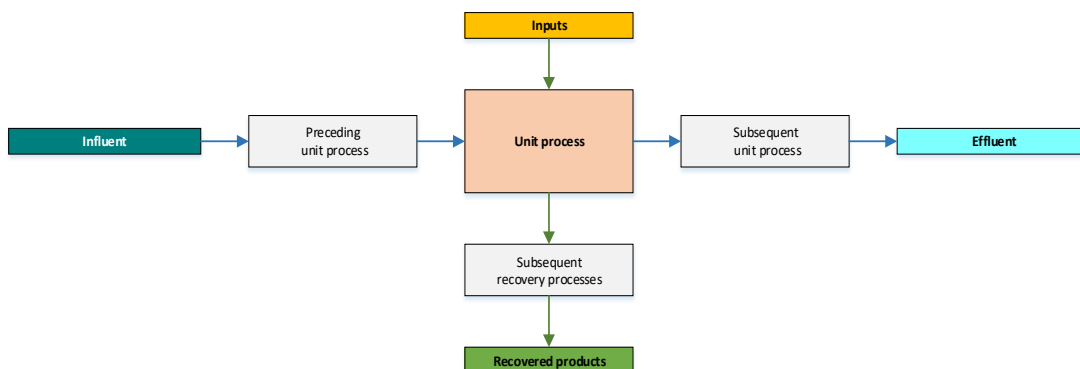 Inputs
Influent
Preceding
unit process
Unit process
Subsequent
unit process
Effluent
Subsequent
recovery processes
Recovered products